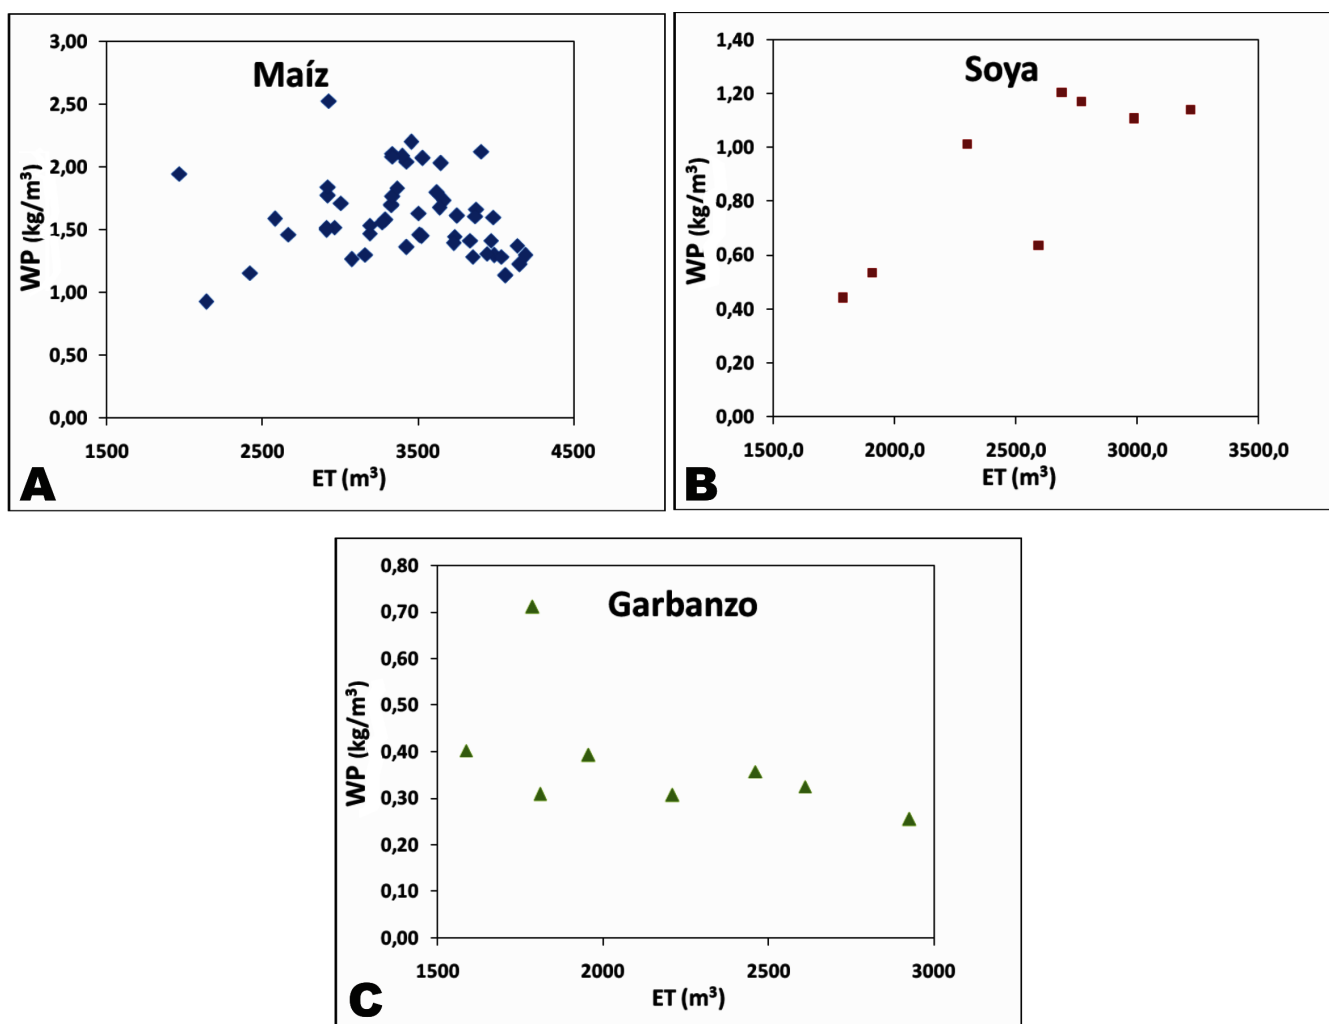 Maíz
WP (kg/m³)
3,00
2,50
2,00
1,50
1,00
0,50
0,00
1500 2500 3500 4500
ET (m³)
A
Soya
WP (kg/m³)
1,40
1,20
1,00
0,80
0,60
0,40
0,20
0,00
1500,0 2000,0 2500,0 3000,0 3500,0
ET (m³)
B
Garbanzo
WP (kg/m³)
0,80
0,70
0,60
0,50
0,40
0,30
0,20
0,10
0,00
1500 2000 2500 3000
ET (m³)
C